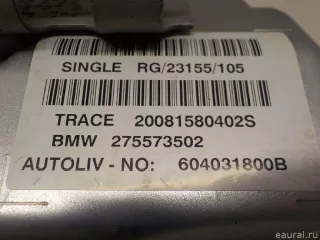 SINGLE RG/23155/105
TRACE 20081580402S
BMW 275573502
AUTOLIV - NO: 604031800B
eaural.ru